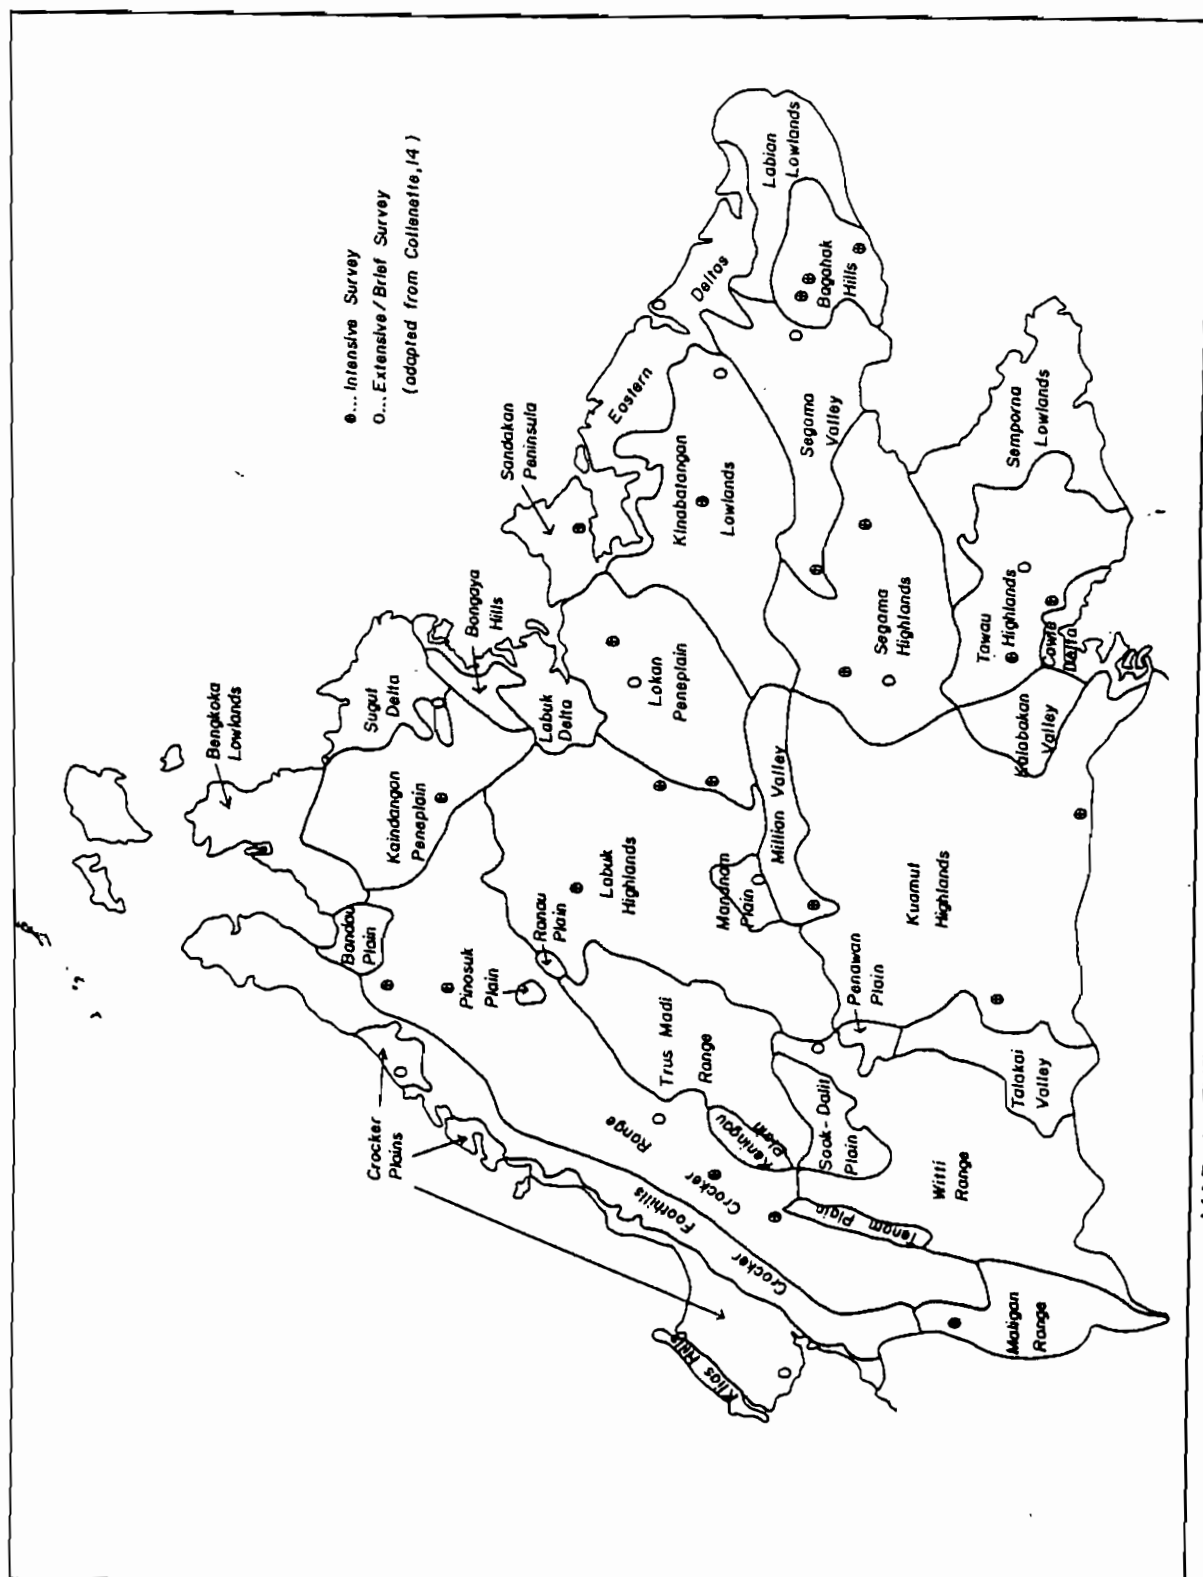 ⊕... Intensive Survey
O... Extensive / Brief Survey
(adapted from Collenette, 14)
Bengkoka
Lowlands
Bandau
Plain
Sugut
Delta
Kaindangan
Peneplain
Bongaya
Hills
Labuk
Delta
Sandakan
Peninsula
Eastern
Deltas
Labian
Lowlands
Bagahak
Hills
Crocker
Plains
Pinosuk
Plain
Ranau
Plain
Labuk
Highlands
Lokan
Peneplain
Kinabatangan
Lowlands
Segama
Valley
Trus Madi
Range
Mananam
Plain
Millian Valley
Segama
Highlands
Semporna
Lowlands
Crocker
Range
Crocker
Foothills
Keningau
Plain
Sook-Dalit
Plain
Penawan
Plain
Kuamut
Highlands
Tawau
Highlands
Cowie
Delta
Kalabakan
Valley
Klias
Tenom
Plain
Witti
Range
Talakai
Valley
Maligan
Range